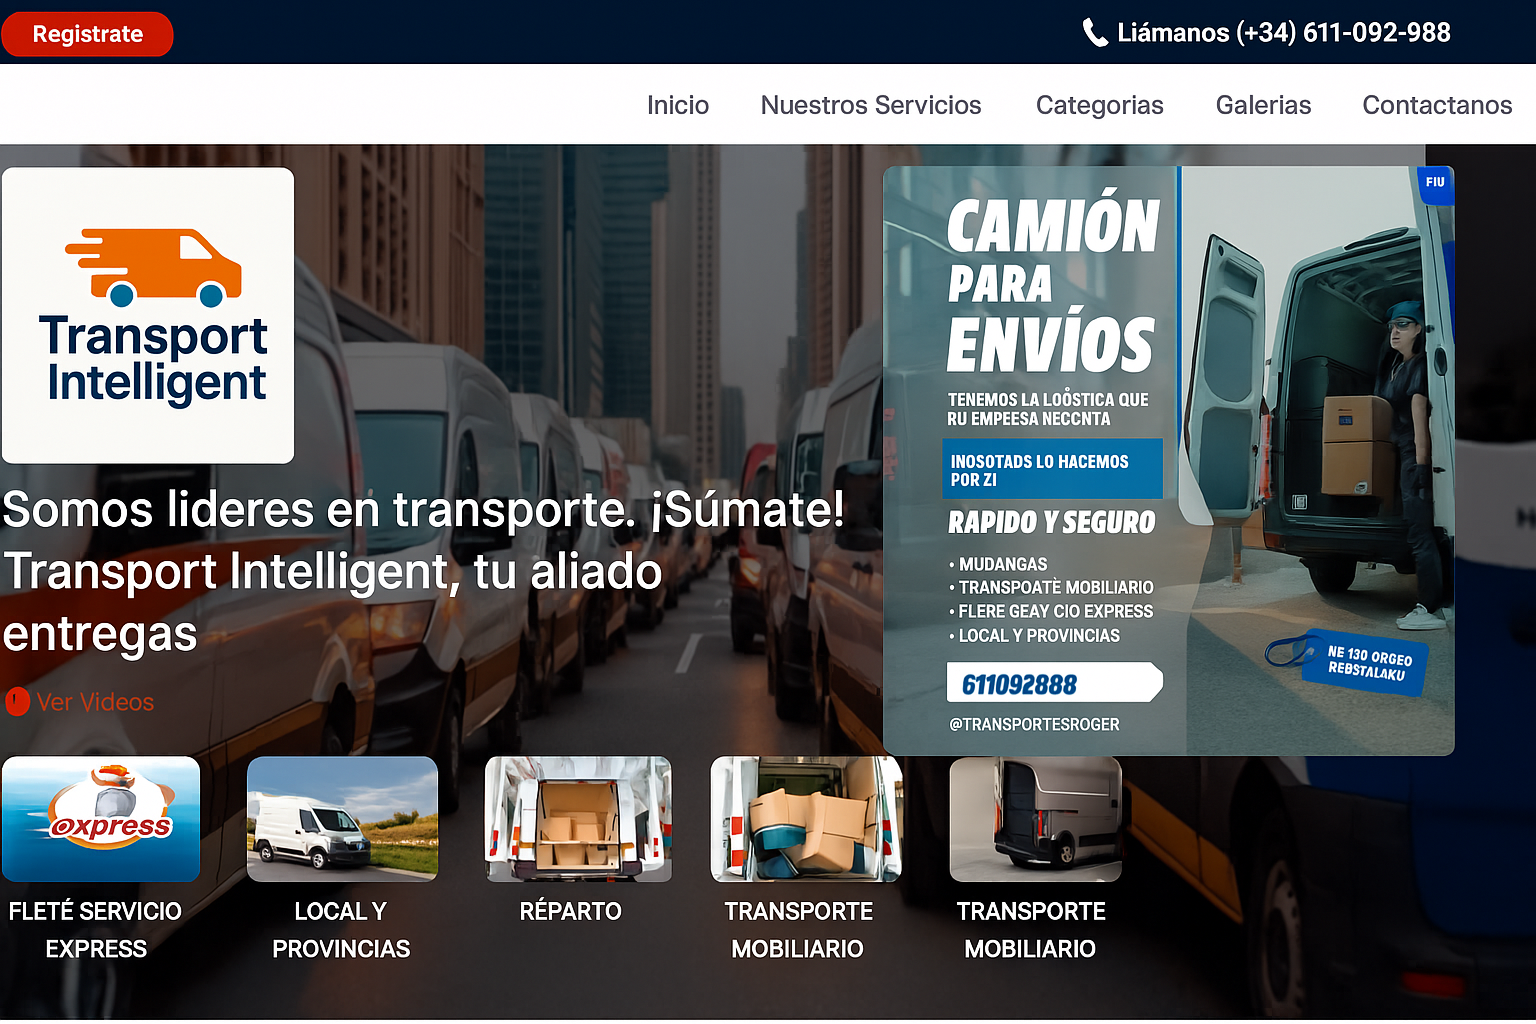 Registrate
Liámanos (+34) 611-092-988
Inicio
Nuestros Servicios
Categorias
Galerias
Contactanos
Transport
Intelligent
Somos lideres en transporte. ¡Súmate!
Transport Intelligent, tu aliado
entregas
Ver Videos
CAMIÓN
PARA
ENVÍOS
TENEMOS LA LOO̊STICA QUE
RU EMPEESA NECCNTA
INOSOTADS LO HACEMOS
POR ZI
RAPIDO Y SEGURO
• MUDANGAS
• TRANSPOATÈ MOBILIARIO
• FLERE GEAY CIO EXPRESS
• LOCAL Y PROVINCIAS
611092888
@TRANSPORTESROGER
FIU
NE 130 ORGEO
REBSTALAKU
express
FLETÉ SERVICIO
EXPRESS
LOCAL Y
PROVINCIAS
RÉPARTO
TRANSPORTE
MOBILIARIO
TRANSPORTE
MOBILIARIO